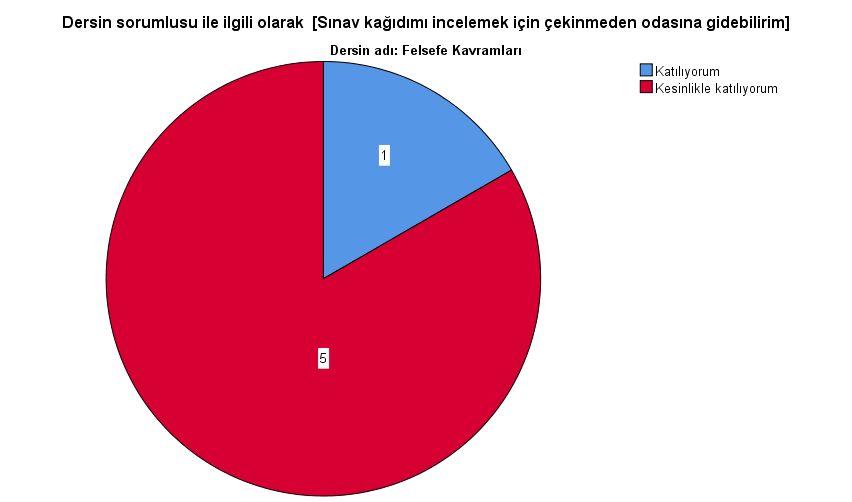 Dersin sorumlusu ile ilgili olarak [Sınav kağıdımı incelemek için çekinmeden odasına gidebilirim]
Dersin adı: Felsefe Kavramları
Katılıyorum
Kesinlikle katılıyorum
1
5